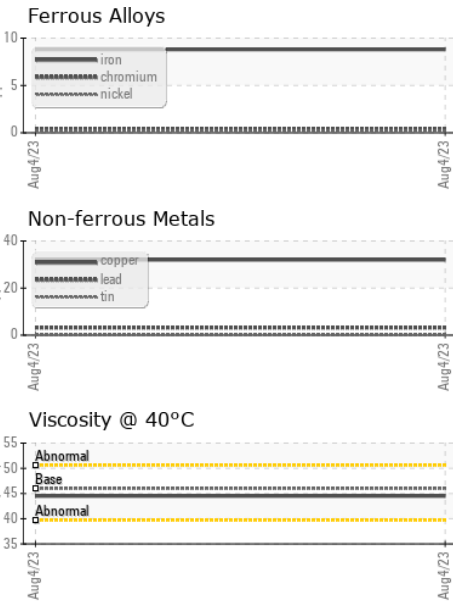 Ferrous Alloys
10
iron
chromium
5
nickel
0
Aug4/23
Aug4/23
Non-ferrous Metals
40
copper
lead
20
tin
0
Aug4/23
Aug4/23
Viscosity @ 40°C
55
Abnormal
50
Base
45
Abnormal
40
35
Aug4/23
Aug4/23